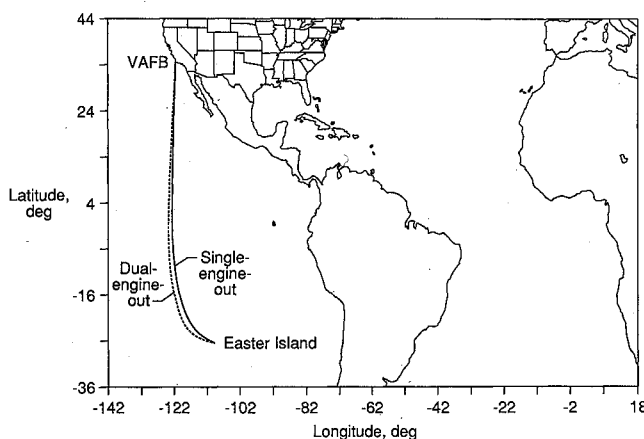 44
VAFB
24
Latitude,
deg
4
Single-
engine-
out
Dual-
engine-
out
-16
Easter Island
-36
-142
-122
-102
-82
-62
-42
-22
-2
18
Longitude, deg